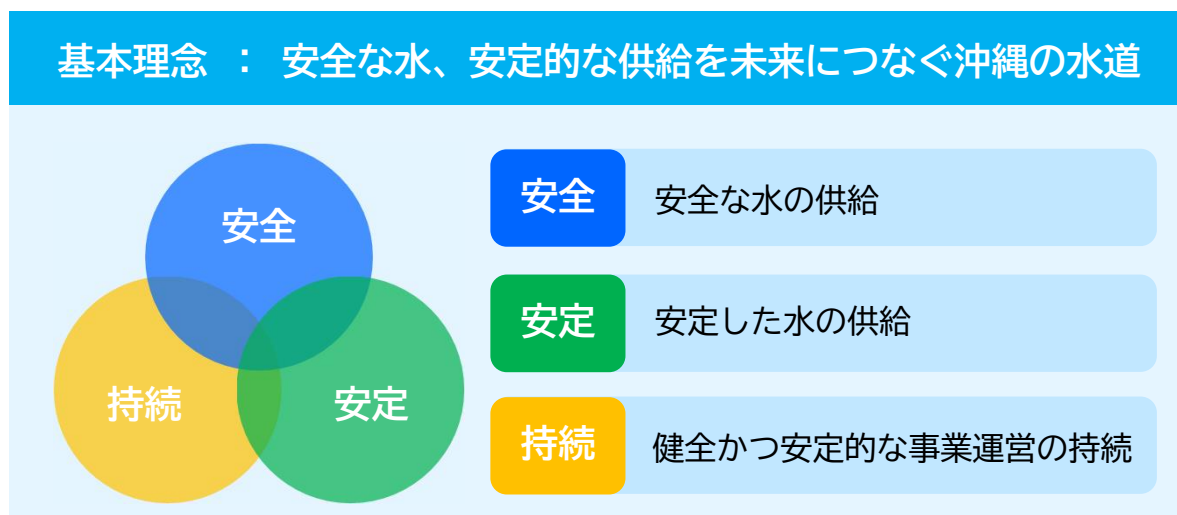 基本理念 ： 安全な水、安定的な供給を未来につなぐ沖縄の水道
安全
持続
安定
安全 安全な水の供給
安定 安定した水の供給
持続 健全かつ安定的な事業運営の持続